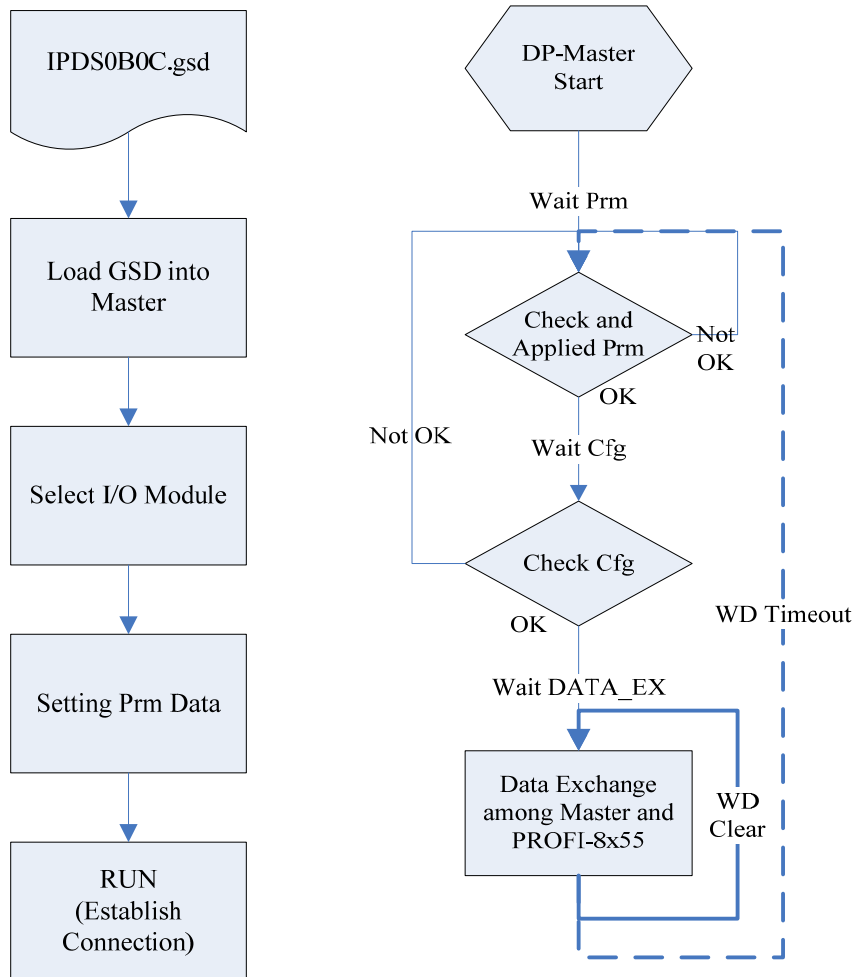 IPDS0B0C.gsd
Load GSD into
Master
Select I/O Module
Setting Prm Data
RUN
(Establish
Connection)
DP-Master
Start
Wait Prm
Check and
Applied Prm
Not
OK
OK
Not OK
Wait Cfg
Check Cfg
OK
WD Timeout
Wait DATA_EX
Data Exchange
among Master and
PROFI-8x55
WD
Clear